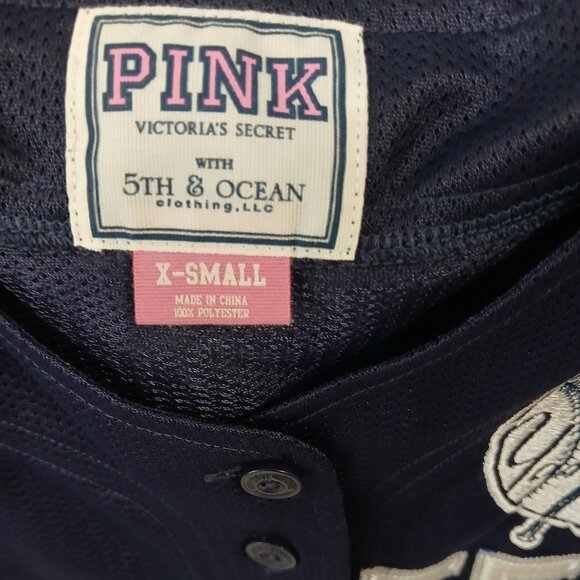 PINK
VICTORIA'S SECRET
WITH
5TH & OCEAN
clothing,LLC
X-SMALL
MADE IN CHINA
100% POLYESTER